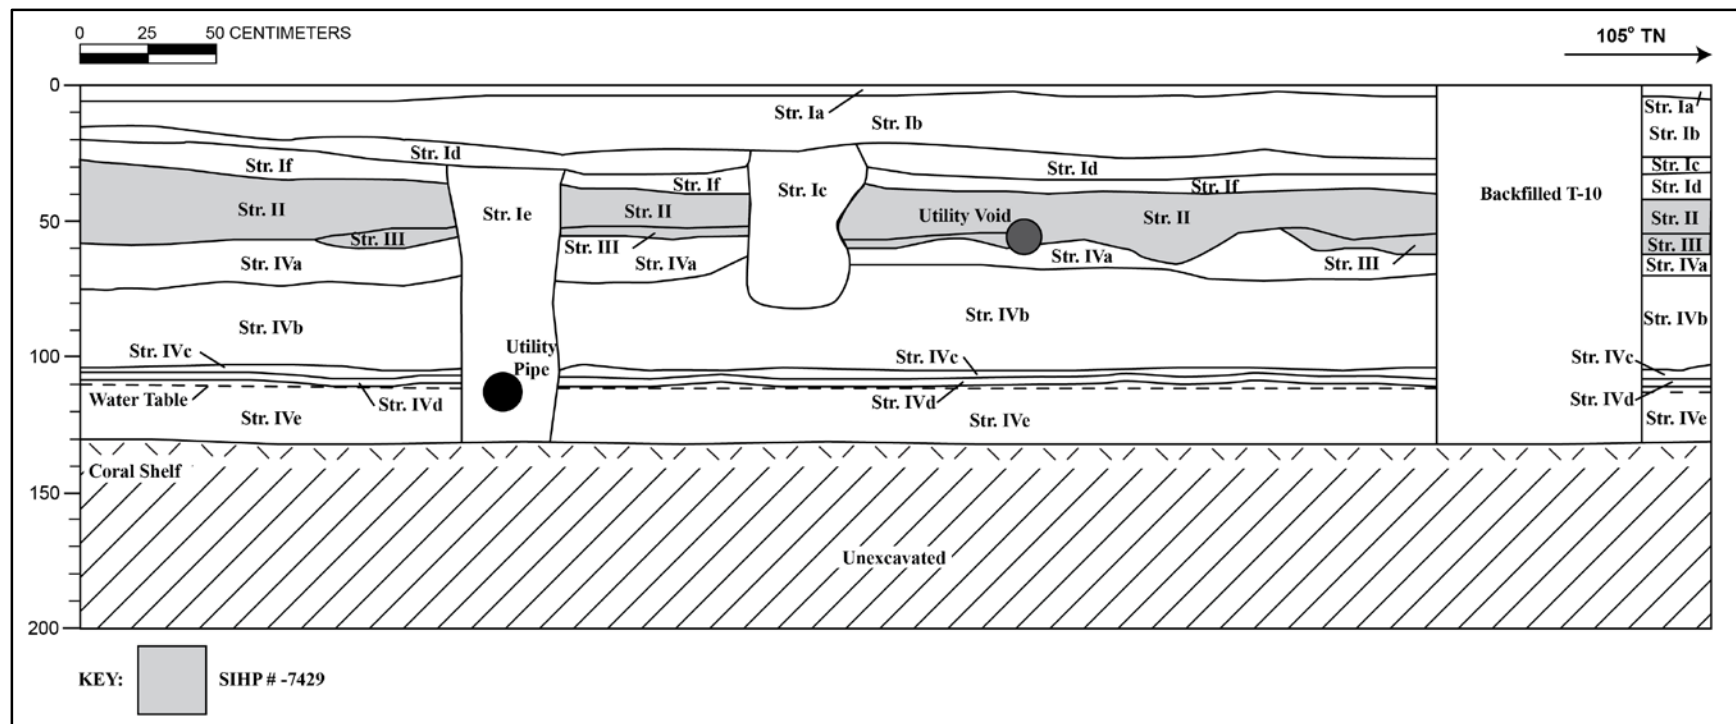 0 25 50 CENTIMETERS
105° TN
0
50
100
150
200
Str. Ia
Str. Ib
Str. Id
Str. If
Str. II
Str. III
Str. IVa
Str. IVb
Str. IVc
Water Table
Str. IVd
Str. IVe
Str. Ie
Utility
Pipe
Str. If
Str. II
Str. III
Str. IVa
Str. Ic
Str. Id
Str. If
Utility Void
Str. II
Str. IVa
Str. III
Str. IVb
Str. IVc
Str. IVd
Str. IVe
Backfilled T-10
Str. Ia
Str. Ib
Str. Ic
Str. Id
Str. II
Str. III
Str. IVa
Str. IVb
Str. IVc
Str. IVd
Str. IVe
Coral Shelf
Unexcavated
KEY: SIHP # -7429